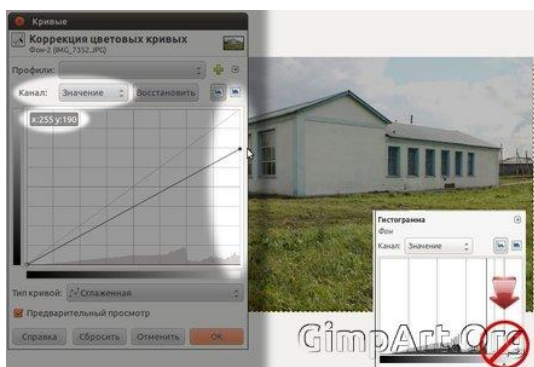 Кривые
Коррекция цветовых кривых
Фон-2 (IMG_7352.JPG)
Профили:
Канал: Значение Восстановить
x:255 y:190
Тип кривой: Сглаженная
Предварительный просмотр
Справка Сбросить Отменить OK
Гистограмма
Фон
Канал: Значение
GimpArt.Org